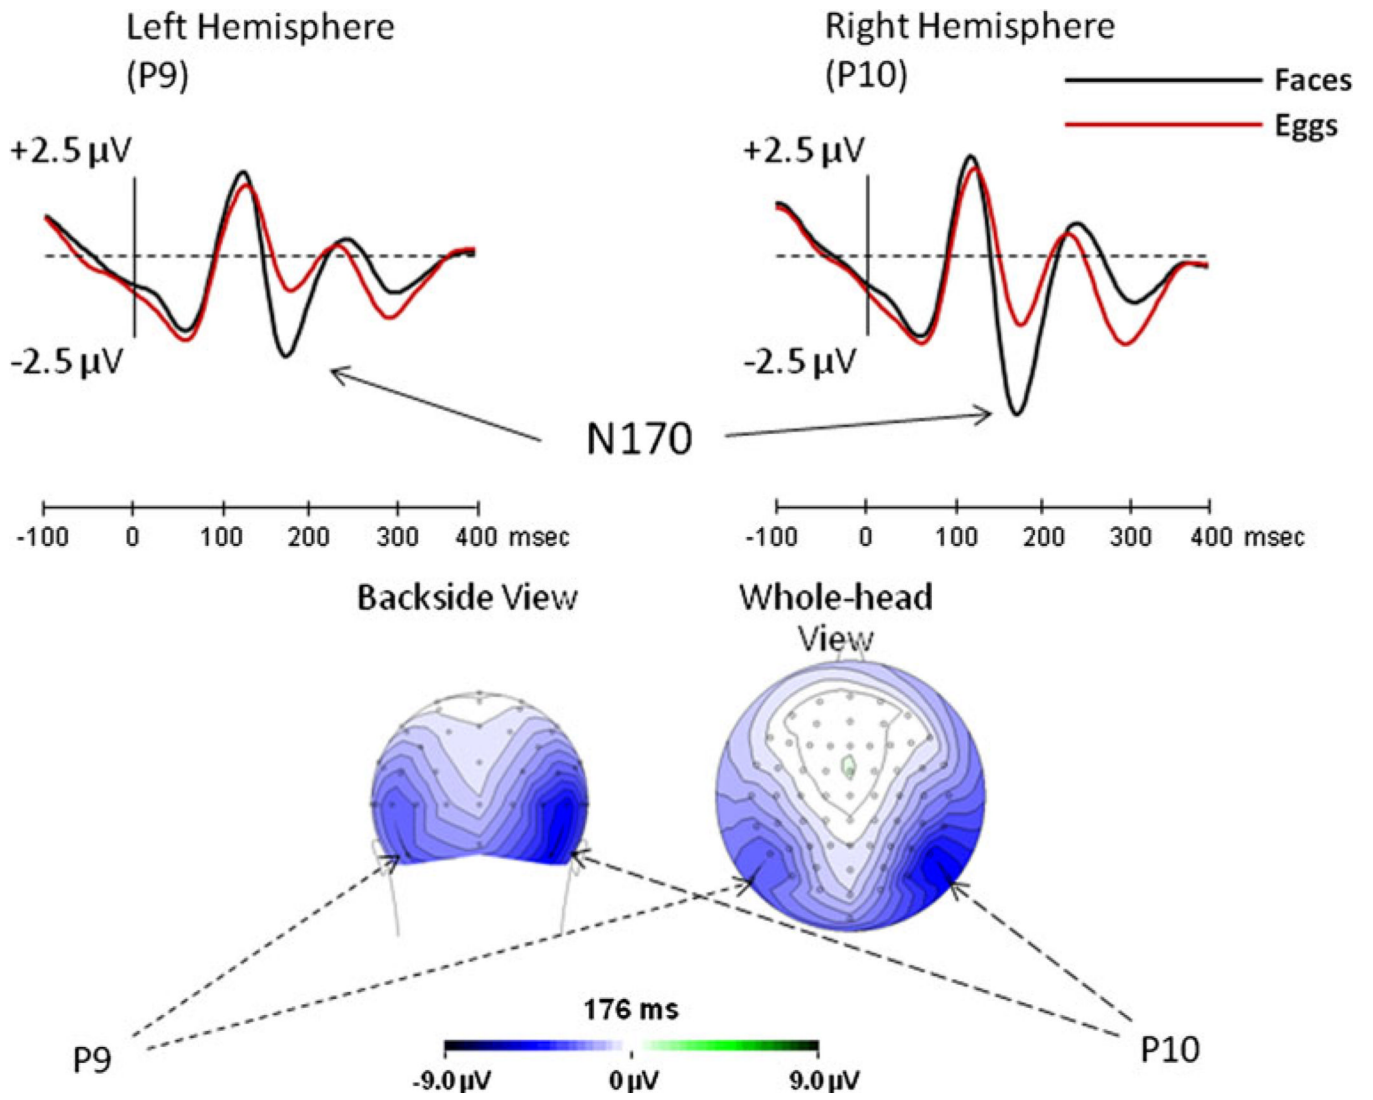 Left Hemisphere
(P9)
Right Hemisphere
(P10)
Faces
Eggs
+2.5 µV
-2.5 µV
+2.5 µV
-2.5 µV
N170
-100 0 100 200 300 400 msec
-100 0 100 200 300 400 msec
Backside View
Whole-head
View
176 ms
P9
P10
-9.0 µV 0 µV 9.0 µV